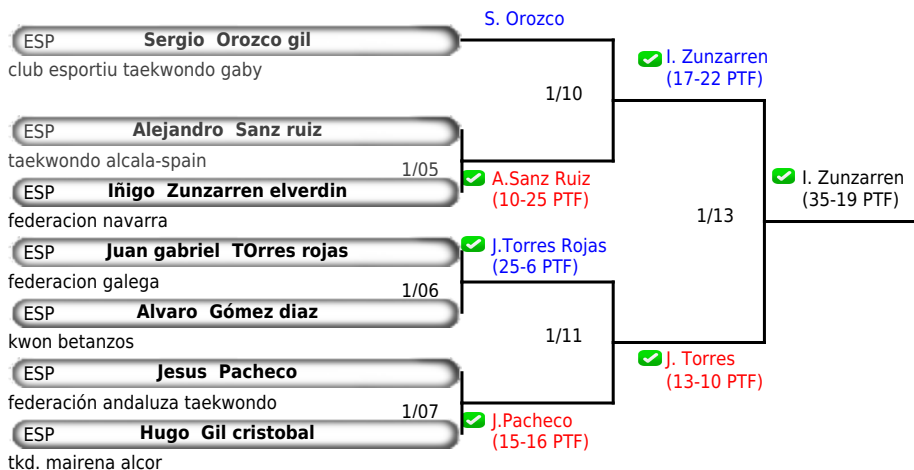 S. Orozco
ESP Sergio Orozco gil
club esportiu taekwondo gaby
I. Zunzarren
(17-22 PTF)
1/10
ESP Alejandro Sanz ruiz
taekwondo alcala-spain
1/05
A.Sanz Ruiz
(10-25 PTF)
I. Zunzarren
(35-19 PTF)
ESP Iñigo Zunzarren elverdin
federacion navarra
1/13
ESP Juan gabriel TOrres rojas
J.Torres Rojas
(25-6 PTF)
federacion galega
1/06
ESP Alvaro Gómez diaz
kwon betanzos
1/11
J. Torres
(13-10 PTF)
ESP Jesus Pacheco
federación andaluza taekwondo
1/07
J.Pacheco
(15-16 PTF)
ESP Hugo Gil cristobal
tkd. mairena alcor